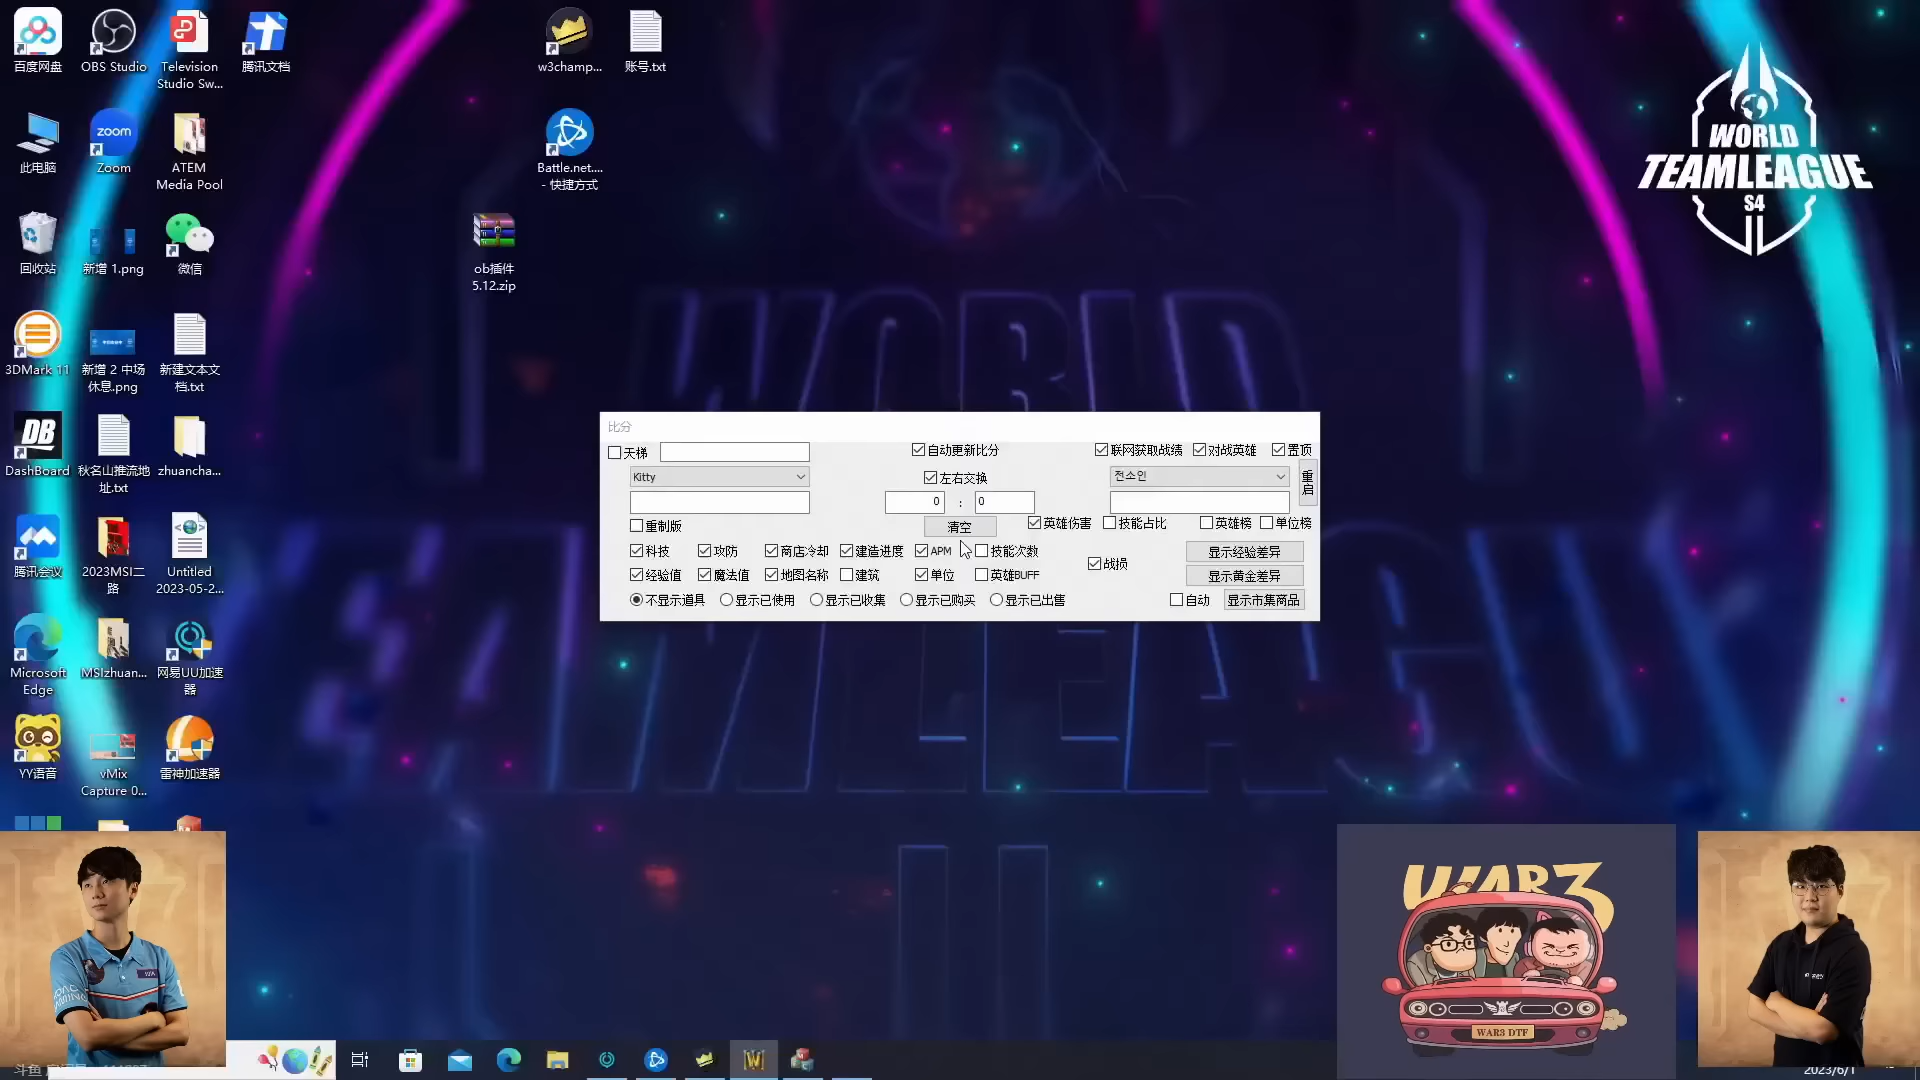 百度网盘
OBS Studio
Television
Studio Sw...
腾讯文档
w3champ...
账号.txt
WORLD
TEAMLEAGUE
S4
此电脑
zoom
Zoom
ATEM
Media Pool
Battle.net....
- 快捷方式
回收站
新增 1.png
微信
ob插件
5.12.zip
3DMark 11
新增 2 中场
休息.png
新建文本文
档.txt
WORLD
DB
DashBoard
秋名山推流地
址.txt
zhuancha...
比分
天梯
自动更新比分
联网获取战绩
对战英雄
置顶
Kitty
左右交换
전소인
重启
0 : 0
重制版
清空
英雄伤害
技能占比
英雄榜
单位榜
科技
攻防
商店冷却
建造进度
APM
技能次数
战损
显示经验差异
经验值
魔法值
地图名称
建筑
单位
英雄BUFF
显示黄金差异
不显示道具
显示已使用
显示已收集
显示已购买
显示已出售
自动
显示市集商品
腾讯会议
2023MSI二
路
Untitled
2023-05-2...
Microsoft
Edge
MSIzhuan...
网易UU加速
器
TEAMLEAGUE
YY语音
vMix
Capture 0...
雷神加速器
WAR3
WAR3 DTF
2023/6/1